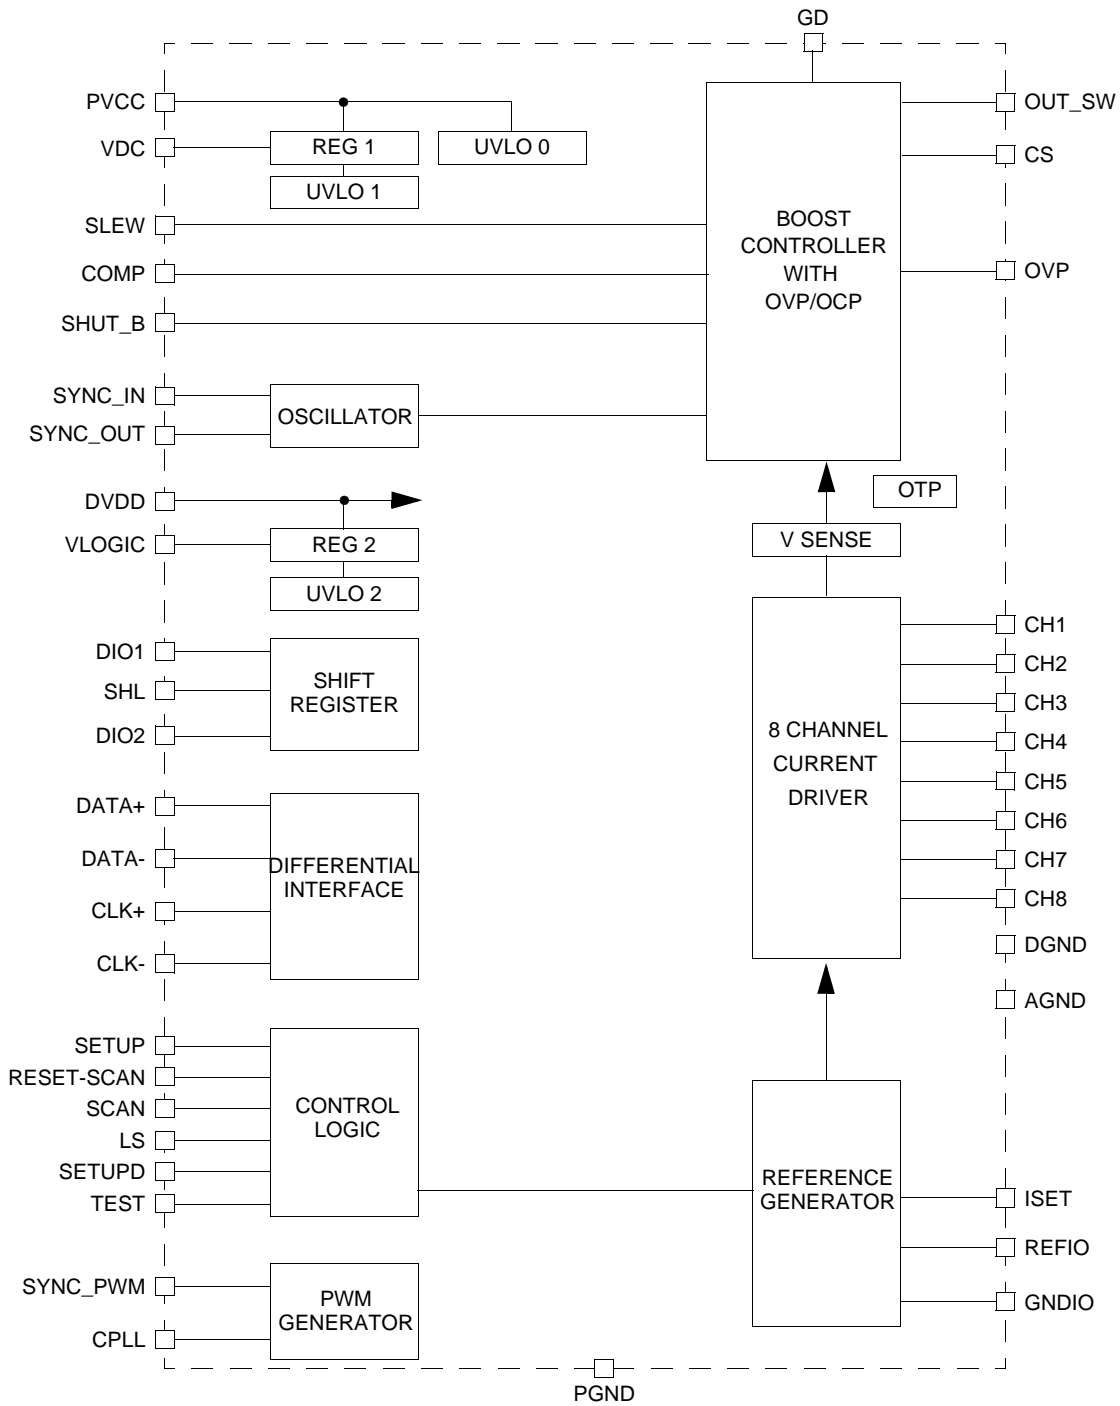 GD
PVCC
VDC
REG 1
UVLO 0
UVLO 1
SLEW
COMP
SHUT_B
BOOST
CONTROLLER
WITH
OVP/OCP
OUT_SW
CS
OVP
SYNC_IN
SYNC_OUT
OSCILLATOR
DVDD
VLOGIC
REG 2
UVLO 2
OTP
V SENSE
DIO1
SHL
DIO2
SHIFT
REGISTER
8 CHANNEL
CURRENT
DRIVER
CH1
CH2
CH3
CH4
CH5
CH6
CH7
CH8
DGND
AGND
DATA+
DATA-
CLK+
CLK-
DIFFERENTIAL
INTERFACE
SETUP
RESET-SCAN
SCAN
LS
SETUPD
TEST
CONTROL
LOGIC
REFERENCE
GENERATOR
ISET
REFIO
GNDIO
SYNC_PWM
CPLL
PWM
GENERATOR
PGND